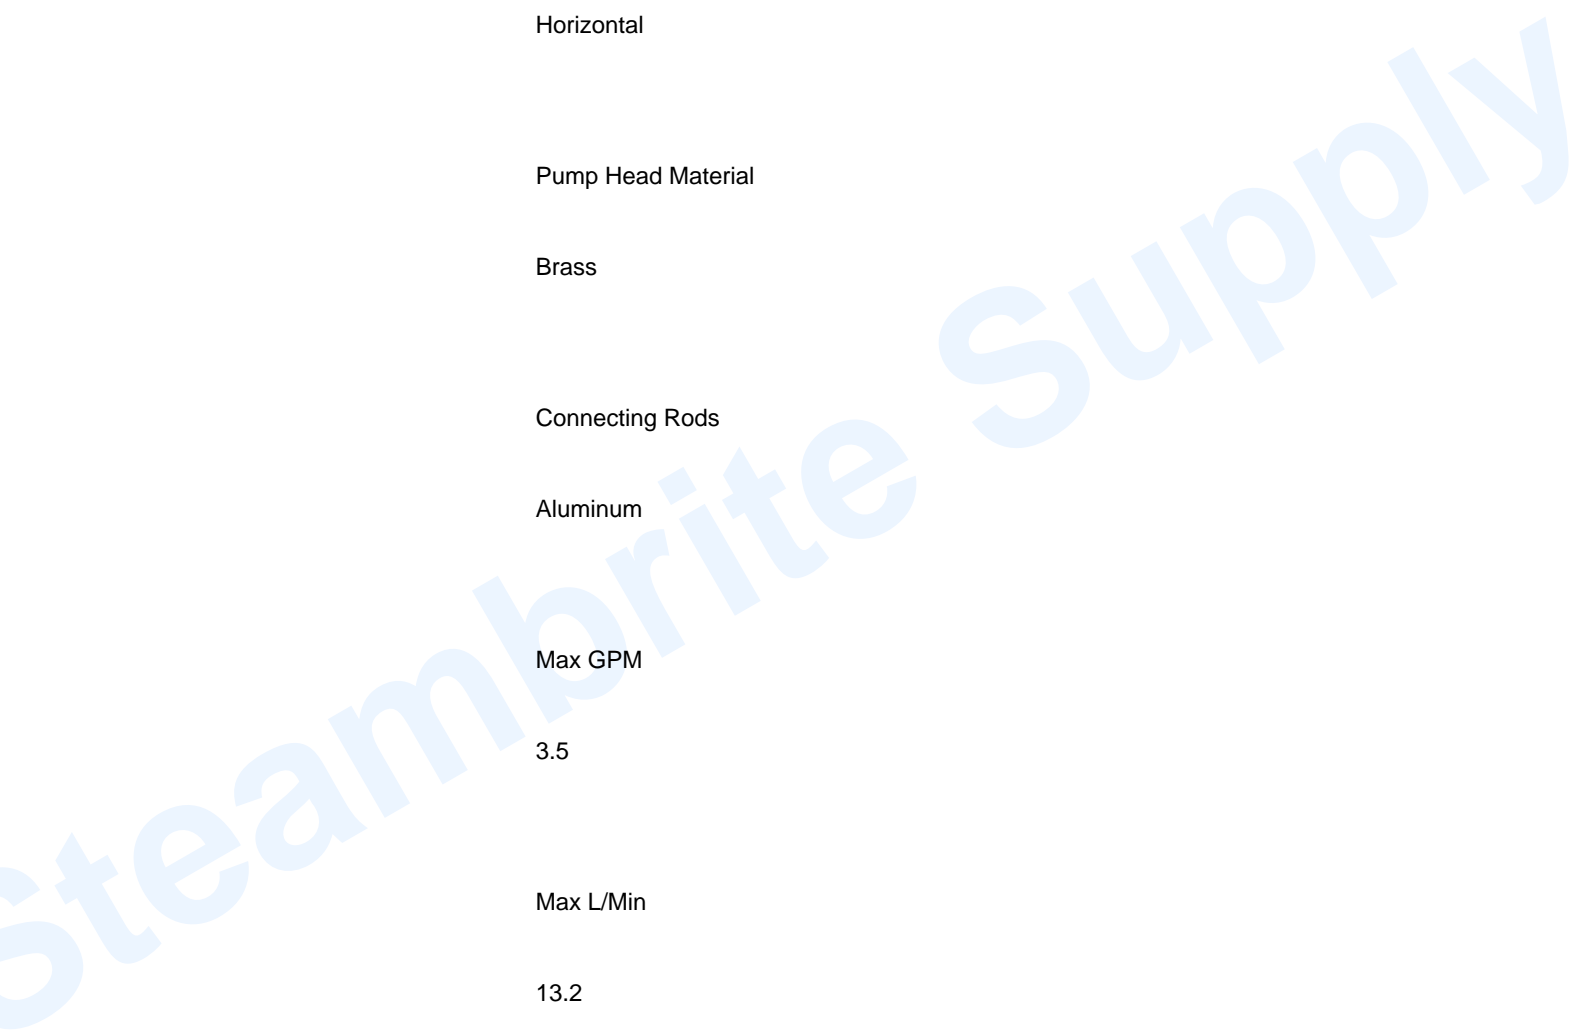 Horizontal
Pump Head Material
Brass
Connecting Rods
Aluminum
Max GPM
3.5
Max L/Min
13.2
Steambrite Supply